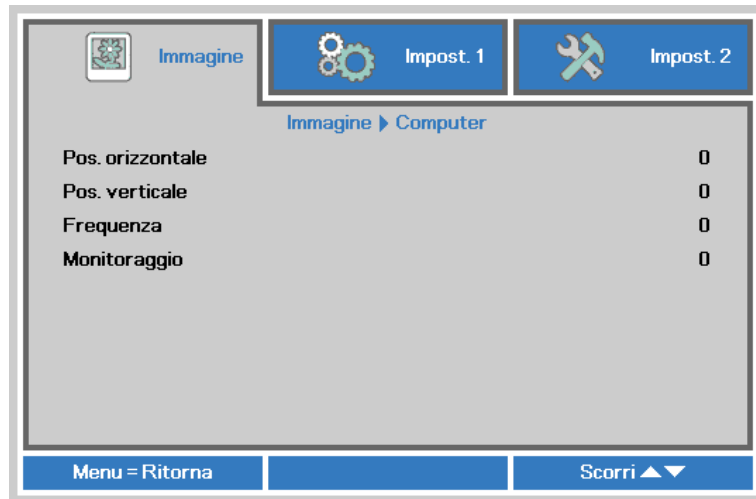 Immagine
Impost. 1
Impost. 2
Immagine ▶ Computer
Pos. orizzontale 0
Pos. verticale 0
Frequenza 0
Monitoraggio 0
Menu = Ritorna
Scorri ▲▼